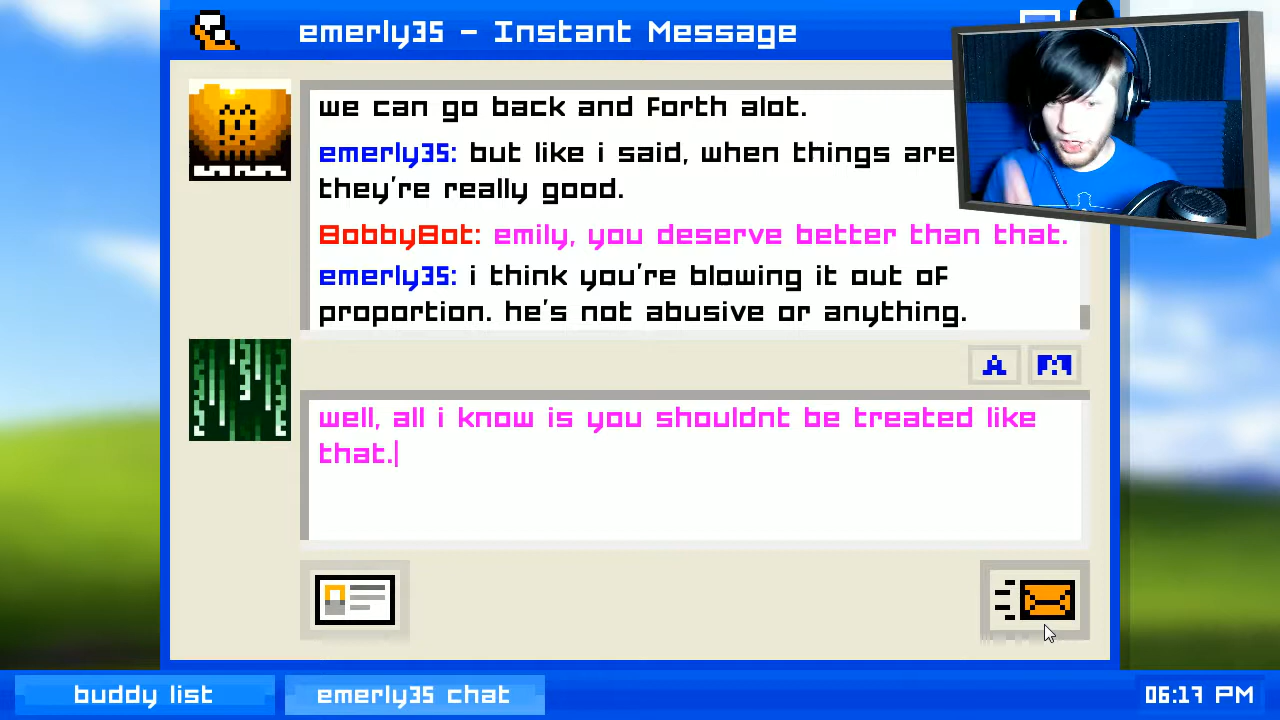 emerly35 - Instant Message
we can go back and forth alot.
emerly35: but like i said, when things are
they're really good.
BobbyBot: emily, you deserve better than that.
emerly35: i think you're blowing it out of
proportion. he's not abusive or anything.
A
well, all i know is you shouldnt be treated like
that.
buddy list
emerly35 chat
06:17 PM